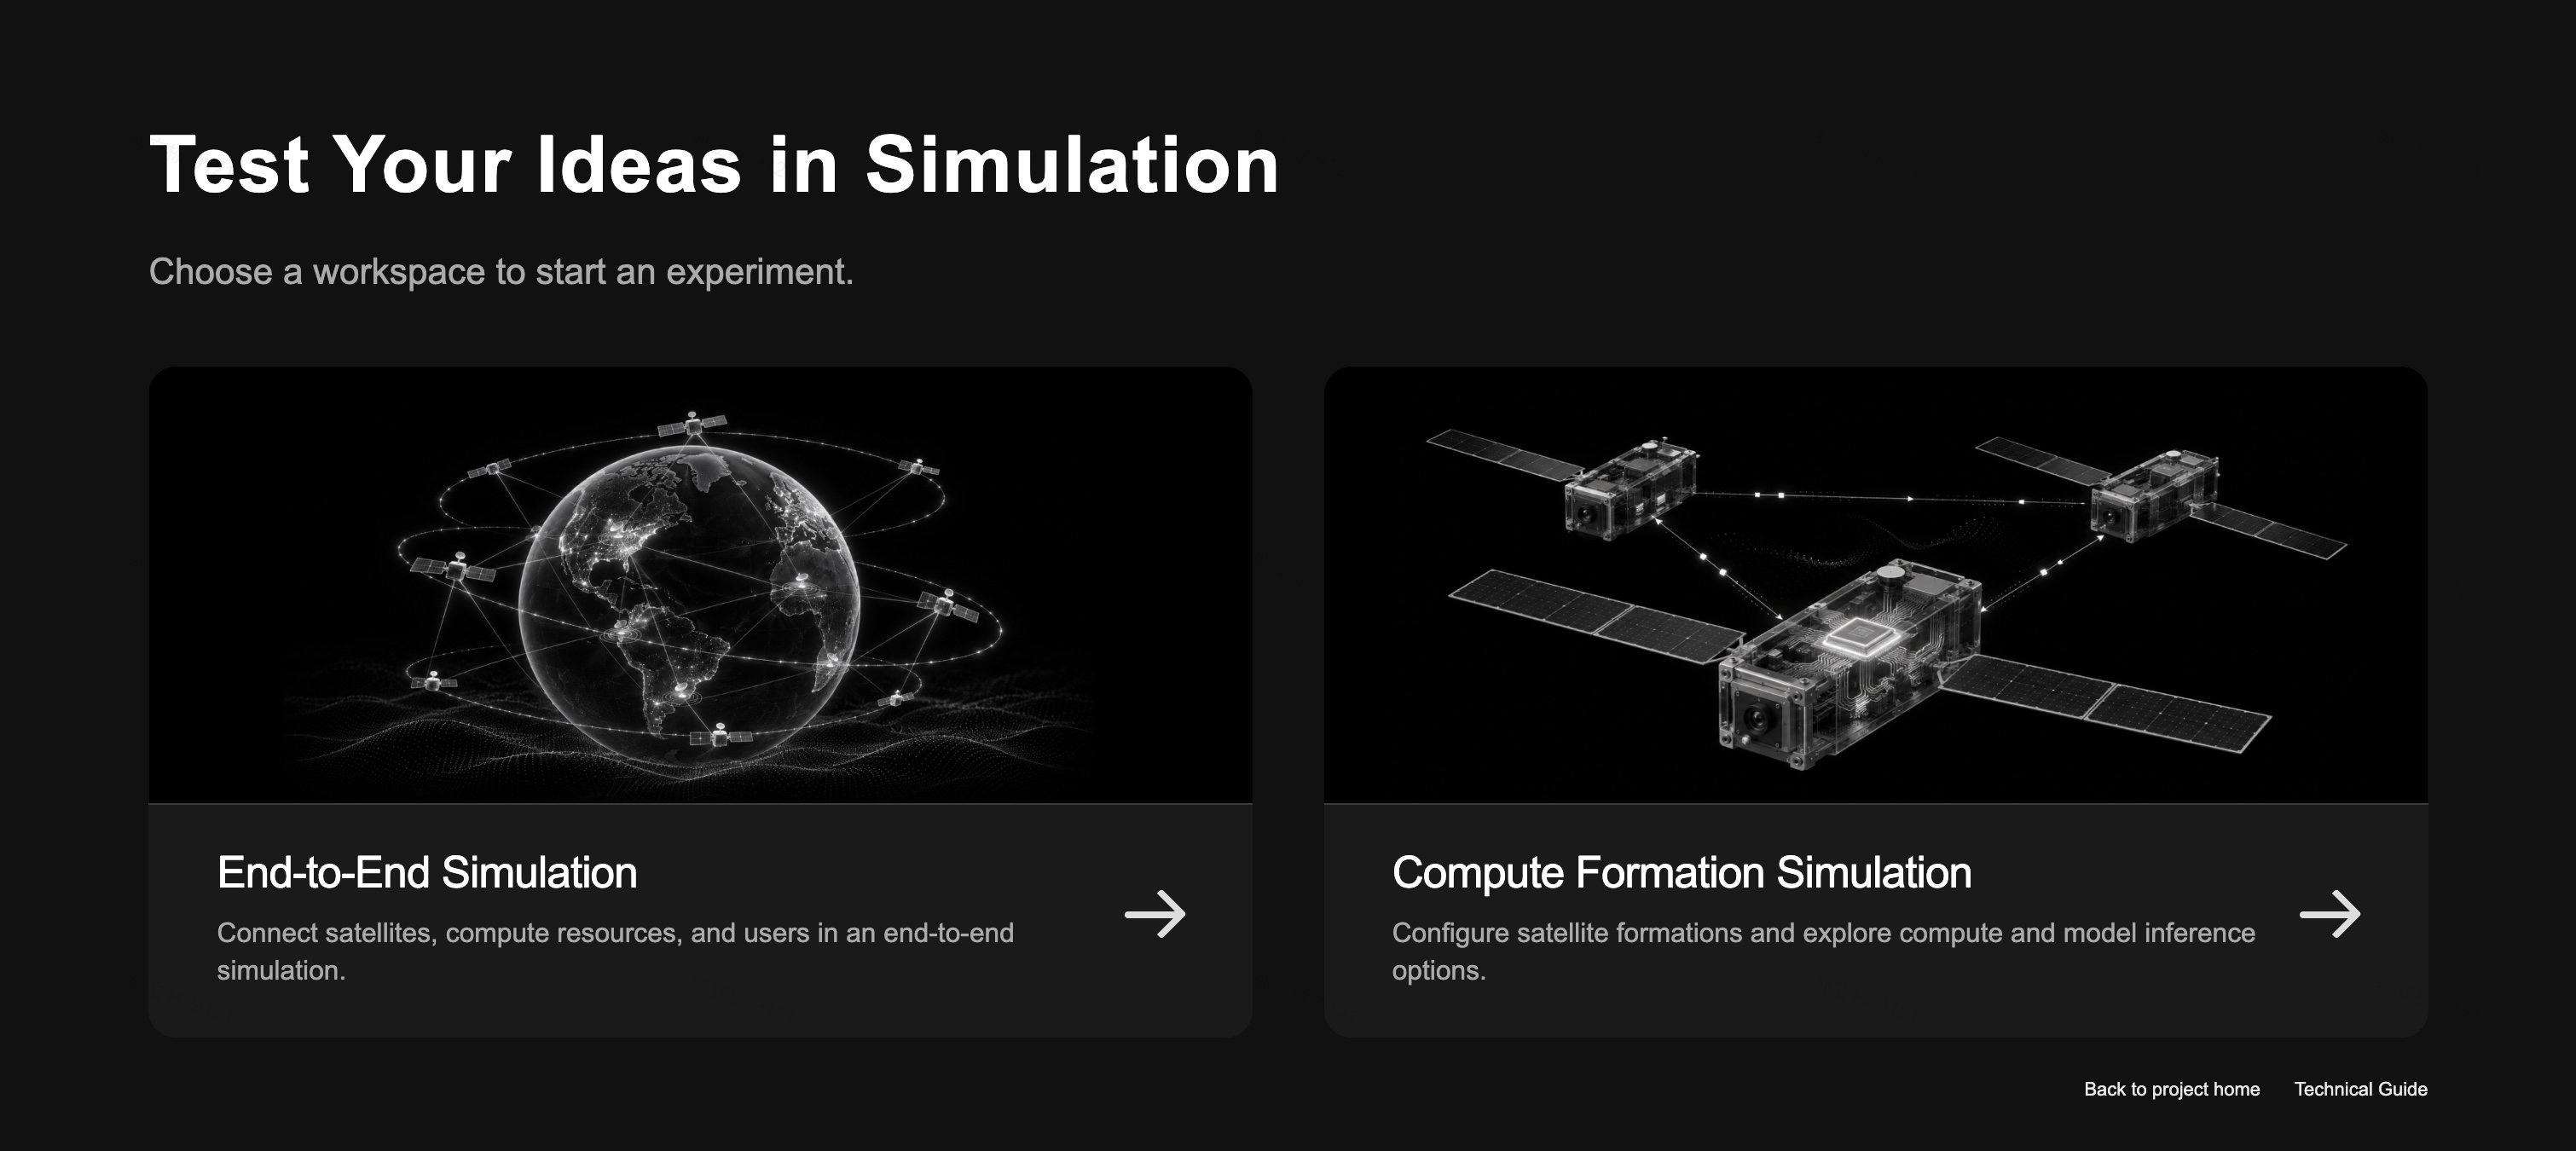 Test Your Ideas in Simulation
Choose a workspace to start an experiment.
End-to-End Simulation
Connect satellites, compute resources, and users in an end-to-end
simulation.
Compute Formation Simulation
Configure satellite formations and explore compute and model inference
options.
Back to project home
Technical Guide